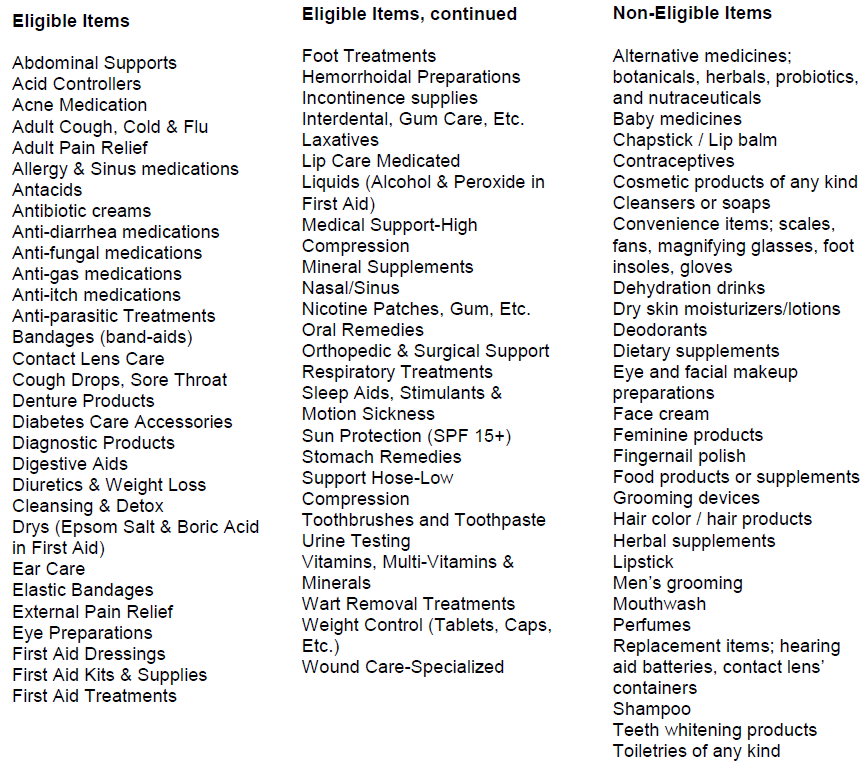 Eligible Items
Abdominal Supports
Acid Controllers
Acne Medication
Adult Cough, Cold & Flu
Adult Pain Relief
Allergy & Sinus medications
Antacids
Antibiotic creams
Anti-diarrhea medications
Anti-fungal medications
Anti-gas medications
Anti-itch medications
Anti-parasitic Treatments
Bandages (band-aids)
Contact Lens Care
Cough Drops, Sore Throat
Denture Products
Diabetes Care Accessories
Diagnostic Products
Digestive Aids
Diuretics & Weight Loss
Cleansing & Detox
Drys (Epsom Salt & Boric Acid
in First Aid)
Ear Care
Elastic Bandages
External Pain Relief
Eye Preparations
First Aid Dressings
First Aid Kits & Supplies
First Aid Treatments
Eligible Items, continued
Foot Treatments
Hemorrhoidal Preparations
Incontinence supplies
Interdental, Gum Care, Etc.
Laxatives
Lip Care Medicated
Liquids (Alcohol & Peroxide in
First Aid)
Medical Support-High
Compression
Mineral Supplements
Nasal/Sinus
Nicotine Patches, Gum, Etc.
Oral Remedies
Orthopedic & Surgical Support
Respiratory Treatments
Sleep Aids, Stimulants &
Motion Sickness
Sun Protection (SPF 15+)
Stomach Remedies
Support Hose-Low
Compression
Toothbrushes and Toothpaste
Urine Testing
Vitamins, Multi-Vitamins &
Minerals
Wart Removal Treatments
Weight Control (Tablets, Caps,
Etc.)
Wound Care-Specialized
Non-Eligible Items
Alternative medicines;
botanicals, herbals, probiotics,
and nutraceuticals
Baby medicines
Chapstick / Lip balm
Contraceptives
Cosmetic products of any kind
Cleansers or soaps
Convenience items; scales,
fans, magnifying glasses, foot
insoles, gloves
Dehydration drinks
Dry skin moisturizers/lotions
Deodorants
Dietary supplements
Eye and facial makeup
preparations
Face cream
Feminine products
Fingernail polish
Food products or supplements
Grooming devices
Hair color / hair products
Herbal supplements
Lipstick
Men's grooming
Mouthwash
Perfumes
Replacement items; hearing
aid batteries, contact lens'
containers
Shampoo
Teeth whitening products
Toiletries of any kind